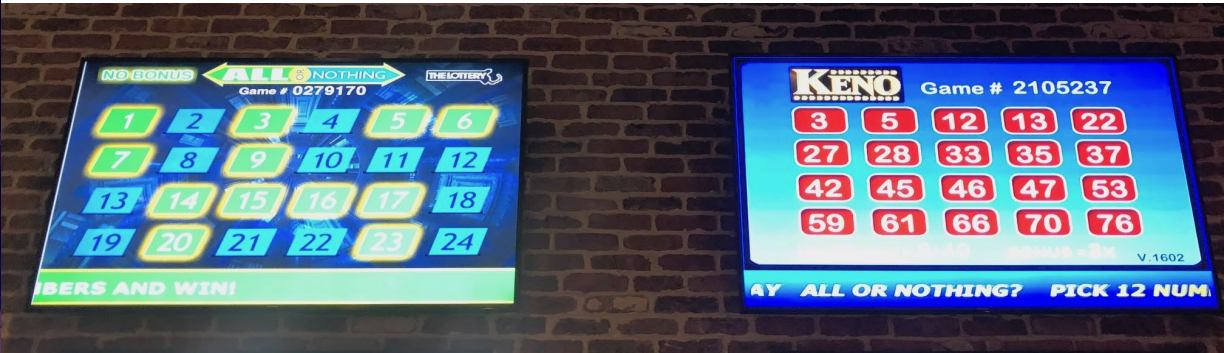 NO BONUS ALL OR NOTHING THE LOTTERY
Game # 0279170
1 2 3 4 5 6
7 8 9 10 11 12
13 14 15 16 17 18
19 20 21 22 23 24
BERS AND WIN!
KENO Game # 2105237
3 5 12 13 22
27 28 33 35 37
42 45 46 47 53
59 61 66 70 76
BONUS =3X
V.1602
AY ALL OR NOTHING? PICK 12 NUM